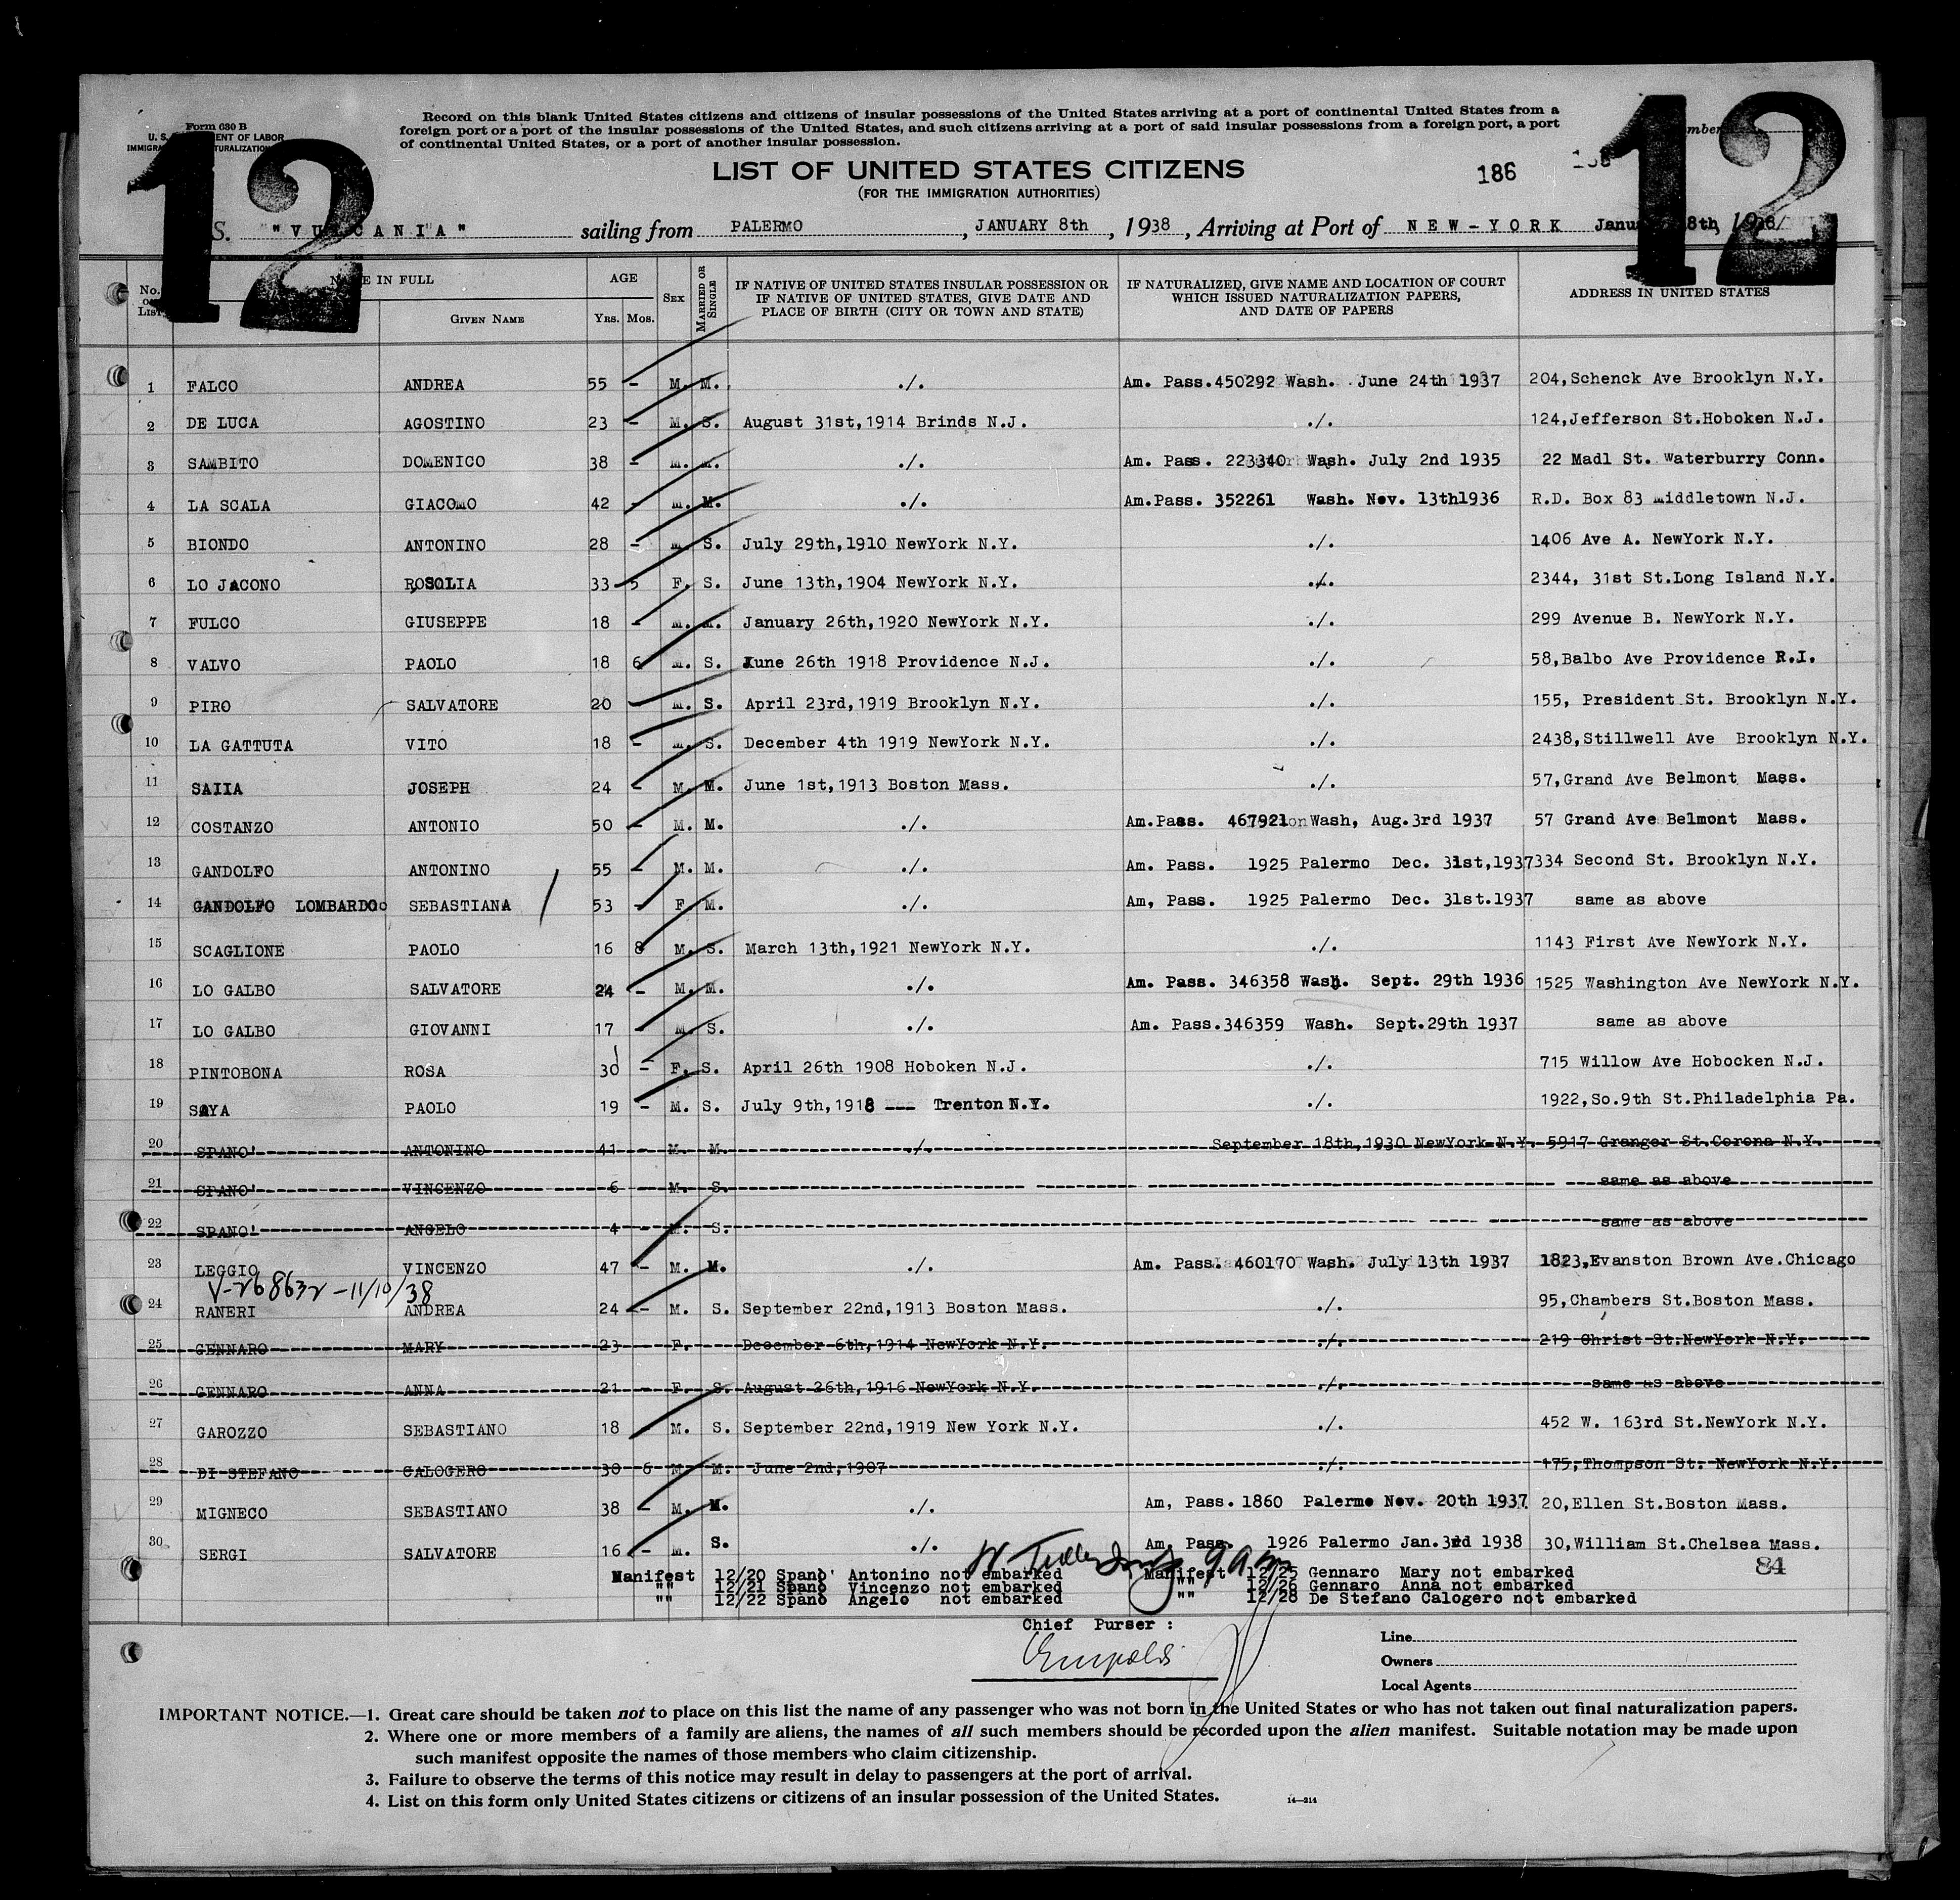 Form 630 B
U. S. DEPARTMENT OF LABOR
IMMIGRATION NATURALIZATION
Record on this blank United States citizens and citizens of insular possessions of the United States arriving at a port of continental United States from a
foreign port or a port of the insular possessions of the United States, and such citizens arriving at a port of said insular possessions from a foreign port, a port
of continental United States, or a port of another insular possession.
12 12
LIST OF UNITED STATES CITIZENS 186
(FOR THE IMMIGRATION AUTHORITIES)
S. "VULCANIA" sailing from PALERMO, JANUARY 8th, 1938, Arriving at Port of NEW-YORK
No. on List NAME IN FULL AGE SEX MARRIED OR SINGLE IF NATIVE OF UNITED STATES INSULAR POSSESSION OR IF NATIVE OF UNITED STATES, GIVE DATE AND PLACE OF BIRTH (CITY OR TOWN AND STATE) IF NATURALIZED, GIVE NAME AND LOCATION OF COURT WHICH ISSUED NATURALIZATION PAPERS, AND DATE OF PAPERS ADDRESS IN UNITED STATES
GIVEN NAME YRS. MOS.
1 FALCO ANDREA 55 - M. M. ./. Am. Pass.450292 Wash. June 24th 1937 204,Schenck Ave Brooklyn N.Y.
2 DE LUCA AGOSTINO 23 - M. S. August 31st,1914 Brinds N.J. ./. 124,Jefferson St.Hoboken N.J.
3 SAMBITO DOMENICO 38 - M. M. ./. Am. Pass. 223340 Wash. July 2nd 1935 22 Madl St. Waterburry Conn.
4 LA SCALA GIACOMO 42 - M. M. ./. Am.Pass. 352261 Wash. Nov. 13th1936 R.D. Box 83 Middletown N.J.
5 BIONDO ANTONINO 28 - M. S. July 29th,1910 NewYork N.Y. ./. 1406 Ave A. NewYork N.Y.
6 LO JACONO ROSOLIA 33 5 F. S. June 13th,1904 NewYork N.Y. ./. 2344, 31st St.Long Island N.Y.
7 FULCO GIUSEPPE 18 - M. M. January 26th,1920 NewYork N.Y. ./. 299 Avenue B. NewYork N.Y.
8 VALVO PAOLO 18 6 M. S. June 26th 1918 Providence N.J. ./. 58,Balbo Ave Providence R.I.
9 PIRO SALVATORE 20 - M. S. April 23rd,1919 Brooklyn N.Y. ./. 155, President St. Brooklyn N.Y.
10 LA GATTUTA VITO 18 - M. S. December 4th 1919 NewYork N.Y. ./. 2438,Stillwell Ave Brooklyn N.Y.
11 SAIIA JOSEPH 24 - M. M. June 1st,1913 Boston Mass. ./. 57,Grand Ave Belmont Mass.
12 COSTANZO ANTONIO 50 - M. M. ./. Am.Pass. 467921 Wash, Aug.3rd 1937 57 Grand Ave Belmont Mass.
13 GANDOLFO ANTONINO 55 - M. M. ./. Am. Pass. 1925 Palermo Dec. 31st,1937 334 Second St. Brooklyn N.Y.
14 GANDOLFO LOMBARDO SEBASTIANA 53 - F M. ./. Am, Pass. 1925 Palermo Dec. 31st.1937 same as above
15 SCAGLIONE PAOLO 16 8 M. S. March 13th,1921 NewYork N.Y. ./. 1143 First Ave NewYork N.Y.
16 LO GALBO SALVATORE 24 - M. M. ./. Am. Pass. 346358 Wash. Sept. 29th 1936 1525 Washington Ave NewYork N.Y.
17 LO GALBO GIOVANNI 17 - M. S. ./. Am. Pass.346359 Wash. Sept.29th 1937 same as above
18 PINTOBONA ROSA 30 - F. S. April 26th 1908 Hoboken N.J. ./. 715 Willow Ave Hobocken N.J.
19 SAYA PAOLO 19 - M. S. July 9th,1918 --- Trenton N.Y. ./. 1922,So.9th St.Philadelphia Pa.
20 SPANO' ANTONINO 41 - M. M. ./. September 18th,1930 NewYork N.Y. 5917 Granger St.Corona N.Y.
21 SPANO' VINCENZO 6 - M. S. same as above
22 SPANO' ANGELO 4 - M. S. same as above
23 LEGGIO VINCENZO 47 - M. M. ./. Am. Pass. 460170 Wash. July 13th 1937 1823,Evanston Brown Ave.Chicago
V-268632 - 11/10/38
24 RANERI ANDREA 24 - M. S. September 22nd,1913 Boston Mass. ./. 95,Chambers St.Boston Mass.
25 GENNARO MARY 23 - F. December 6th,1914 NewYork N.Y. ./. 219 Christ St.NewYork N.Y.
26 GENNARO ANNA 21 - F. S. August 26th,1916 NewYork N.Y. ./. same as above
27 GAROZZO SEBASTIANO 18 M. S. September 22nd,1919 New York N.Y. ./. 452 W. 163rd St.NewYork N.Y.
28 DI STEFANO CALOGERO 30 6 M M. June 2nd,1907 ./. 175,Thompson St. NewYork N.Y.
29 MIGNECO SEBASTIANO 38 - M. M. ./. Am, Pass. 1860 Palermo Nov. 20th 1937 20,Ellen St.Boston Mass.
30 SERGI SALVATORE 16 - M. S. ./. Am. Pass. 1926 Palermo Jan.3rd 1938 30,William St.Chelsea Mass.
84
Manifest 12/20 Spano' Antonino not embarked Manifest 12/25 Gennaro Mary not embarked
"" 12/21 Spano Vincenzo not embarked "" 12/26 Gennaro Anna not embarked
"" 12/22 Spano Angelo not embarked "" 12/28 De Stefano Calogero not embarked
Chief Purser :
Line
Owners
Local Agents
IMPORTANT NOTICE.—1. Great care should be taken not to place on this list the name of any passenger who was not born in the United States or who has not taken out final naturalization papers.
2. Where one or more members of a family are aliens, the names of all such members should be recorded upon the alien manifest. Suitable notation may be made upon
such manifest opposite the names of those members who claim citizenship.
3. Failure to observe the terms of this notice may result in delay to passengers at the port of arrival.
4. List on this form only United States citizens or citizens of an insular possession of the United States.
14—214